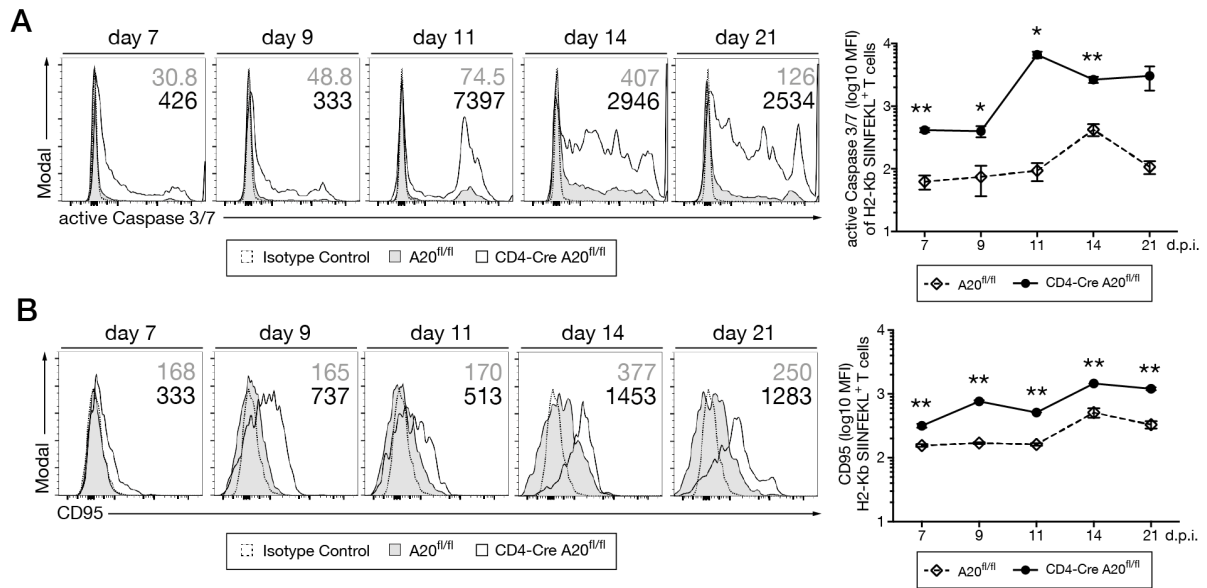 A
day 7 day 9 day 11 day 14 day 21
30.8 48.8 74.5 407 126
426 333 7397 2946 2534
Modal
active Caspase 3/7
Isotype Control A20fl/fl CD4-Cre A20fl/fl
active Caspase 3/7 (log10 MFI)
of H2-Kb SIINFEKL+ T cells
4
3
2
1
** * * **
7 9 11 14 21 d.p.i.
A20fl/fl CD4-Cre A20fl/fl
B
day 7 day 9 day 11 day 14 day 21
168 165 170 377 250
333 737 513 1453 1283
Modal
CD95
Isotype Control A20fl/fl CD4-Cre A20fl/fl
CD95 (log10 MFI)
H2-Kb SIINFEKL+ T cells
4
3
2
1
** ** ** ** **
7 9 11 14 21 d.p.i.
A20fl/fl CD4-Cre A20fl/fl